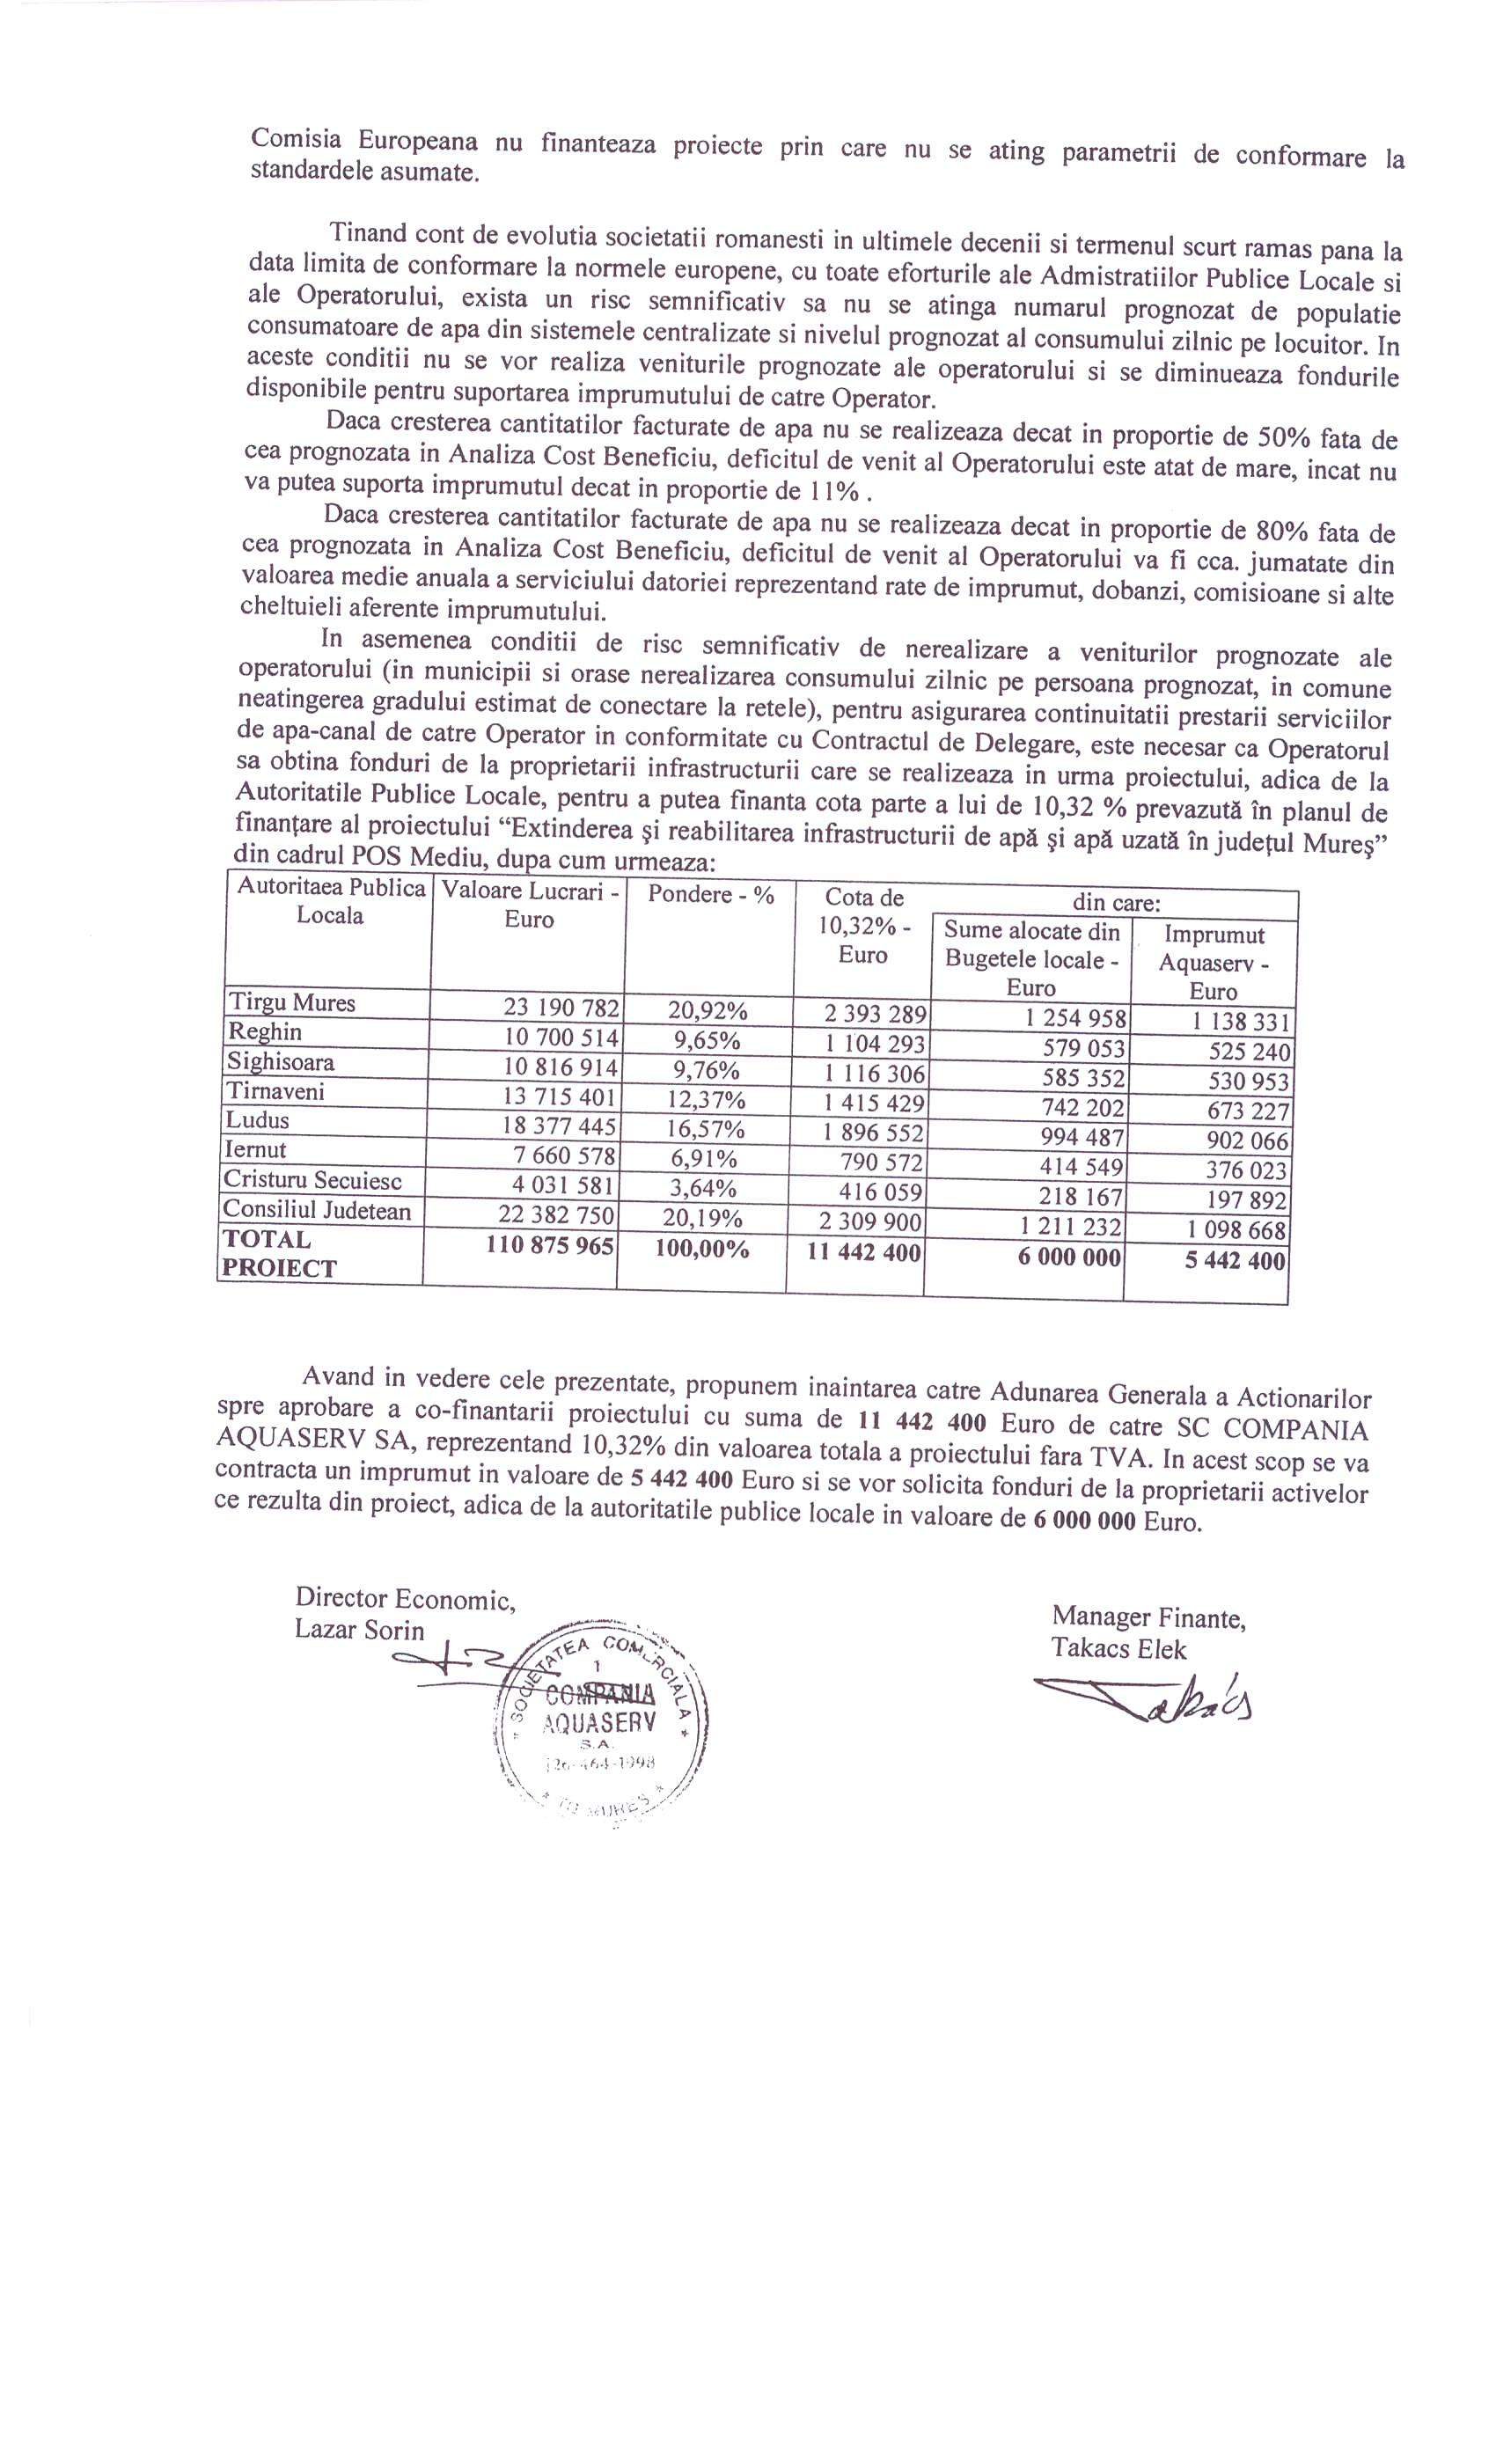 Comisia Europeana nu finanteaza proiecte prin care nu se ating parametrii de conformare la
standardele asumate.
Tinand cont de evolutia societatii romanesti in ultimele decenii si termenul scurt ramas pana la
data limita de conformare la normele europene, cu toate eforturile ale Admistratiilor Publice Locale si
ale Operatorului, exista un risc semnificativ sa nu se atinga numarul prognozat de populatie
consumatoare de apa din sistemele centralizate si nivelul prognozat al consumului zilnic pe locuitor. In
aceste conditii nu se vor realiza veniturile prognozate ale operatorului si se diminueaza fondurile
disponibile pentru suportarea imprumutului de catre Operator.
Daca cresterea cantitatilor facturate de apa nu se realizeaza decat in proportie de 50% fata de
cea prognozata in Analiza Cost Beneficiu, deficitul de venit al Operatorului este atat de mare, incat nu
va putea suporta imprumutul decat in proportie de 11% .
Daca cresterea cantitatilor facturate de apa nu se realizeaza decat in proportie de 80% fata de
cea prognozata in Analiza Cost Beneficiu, deficitul de venit al Operatorului va fi cca. jumatate din
valoarea medie anuala a serviciului datoriei reprezentand rate de imprumut, dobanzi, comisioane si alte
cheltuieli aferente imprumutului.
In asemenea conditii de risc semnificativ de nerealizare a veniturilor prognozate ale
operatorului (in municipii si orase nerealizarea consumului zilnic pe persoana prognozat, in comune
neatingerea gradului estimat de conectare la retele), pentru asigurarea continuitatii prestarii serviciilor
de apa-canal de catre Operator in conformitate cu Contractul de Delegare, este necesar ca Operatorul
sa obtina fonduri de la proprietarii infrastructurii care se realizeaza in urma proiectului, adica de la
Autoritatile Publice Locale, pentru a putea finanta cota parte a lui de 10,32 % prevazută în planul de
finanţare al proiectului “Extinderea şi reabilitarea infrastructurii de apă şi apă uzată în judeţul Mureş”
din cadrul POS Mediu, dupa cum urmeaza:
Autoritaea Publica Locala | Valoare Lucrari - Euro | Pondere - % | Cota de 10,32% - Euro | din care:
Sume alocate din Bugetele locale - Euro | Imprumut Aquaserv - Euro
Tirgu Mures 23 190 782 20,92% 2 393 289 1 254 958 1 138 331
Reghin 10 700 514 9,65% 1 104 293 579 053 525 240
Sighisoara 10 816 914 9,76% 1 116 306 585 352 530 953
Tirnaveni 13 715 401 12,37% 1 415 429 742 202 673 227
Ludus 18 377 445 16,57% 1 896 552 994 487 902 066
Iernut 7 660 578 6,91% 790 572 414 549 376 023
Cristuru Secuiesc 4 031 581 3,64% 416 059 218 167 197 892
Consiliul Judetean 22 382 750 20,19% 2 309 900 1 211 232 1 098 668
TOTAL PROIECT 110 875 965 100,00% 11 442 400 6 000 000 5 442 400
Avand in vedere cele prezentate, propunem inaintarea catre Adunarea Generala a Actionarilor
spre aprobare a co-finantarii proiectului cu suma de 11 442 400 Euro de catre SC COMPANIA
AQUASERV SA, reprezentand 10,32% din valoarea totala a proiectului fara TVA. In acest scop se va
contracta un imprumut in valoare de 5 442 400 Euro si se vor solicita fonduri de la proprietarii activelor
ce rezulta din proiect, adica de la autoritatile publice locale in valoare de 6 000 000 Euro.
Director Economic,
Lazar Sorin
Manager Finante,
Takacs Elek
Takács
* SOCIETATEA COMERCIALA *
1
COMPANIA
AQUASERV
S.A.